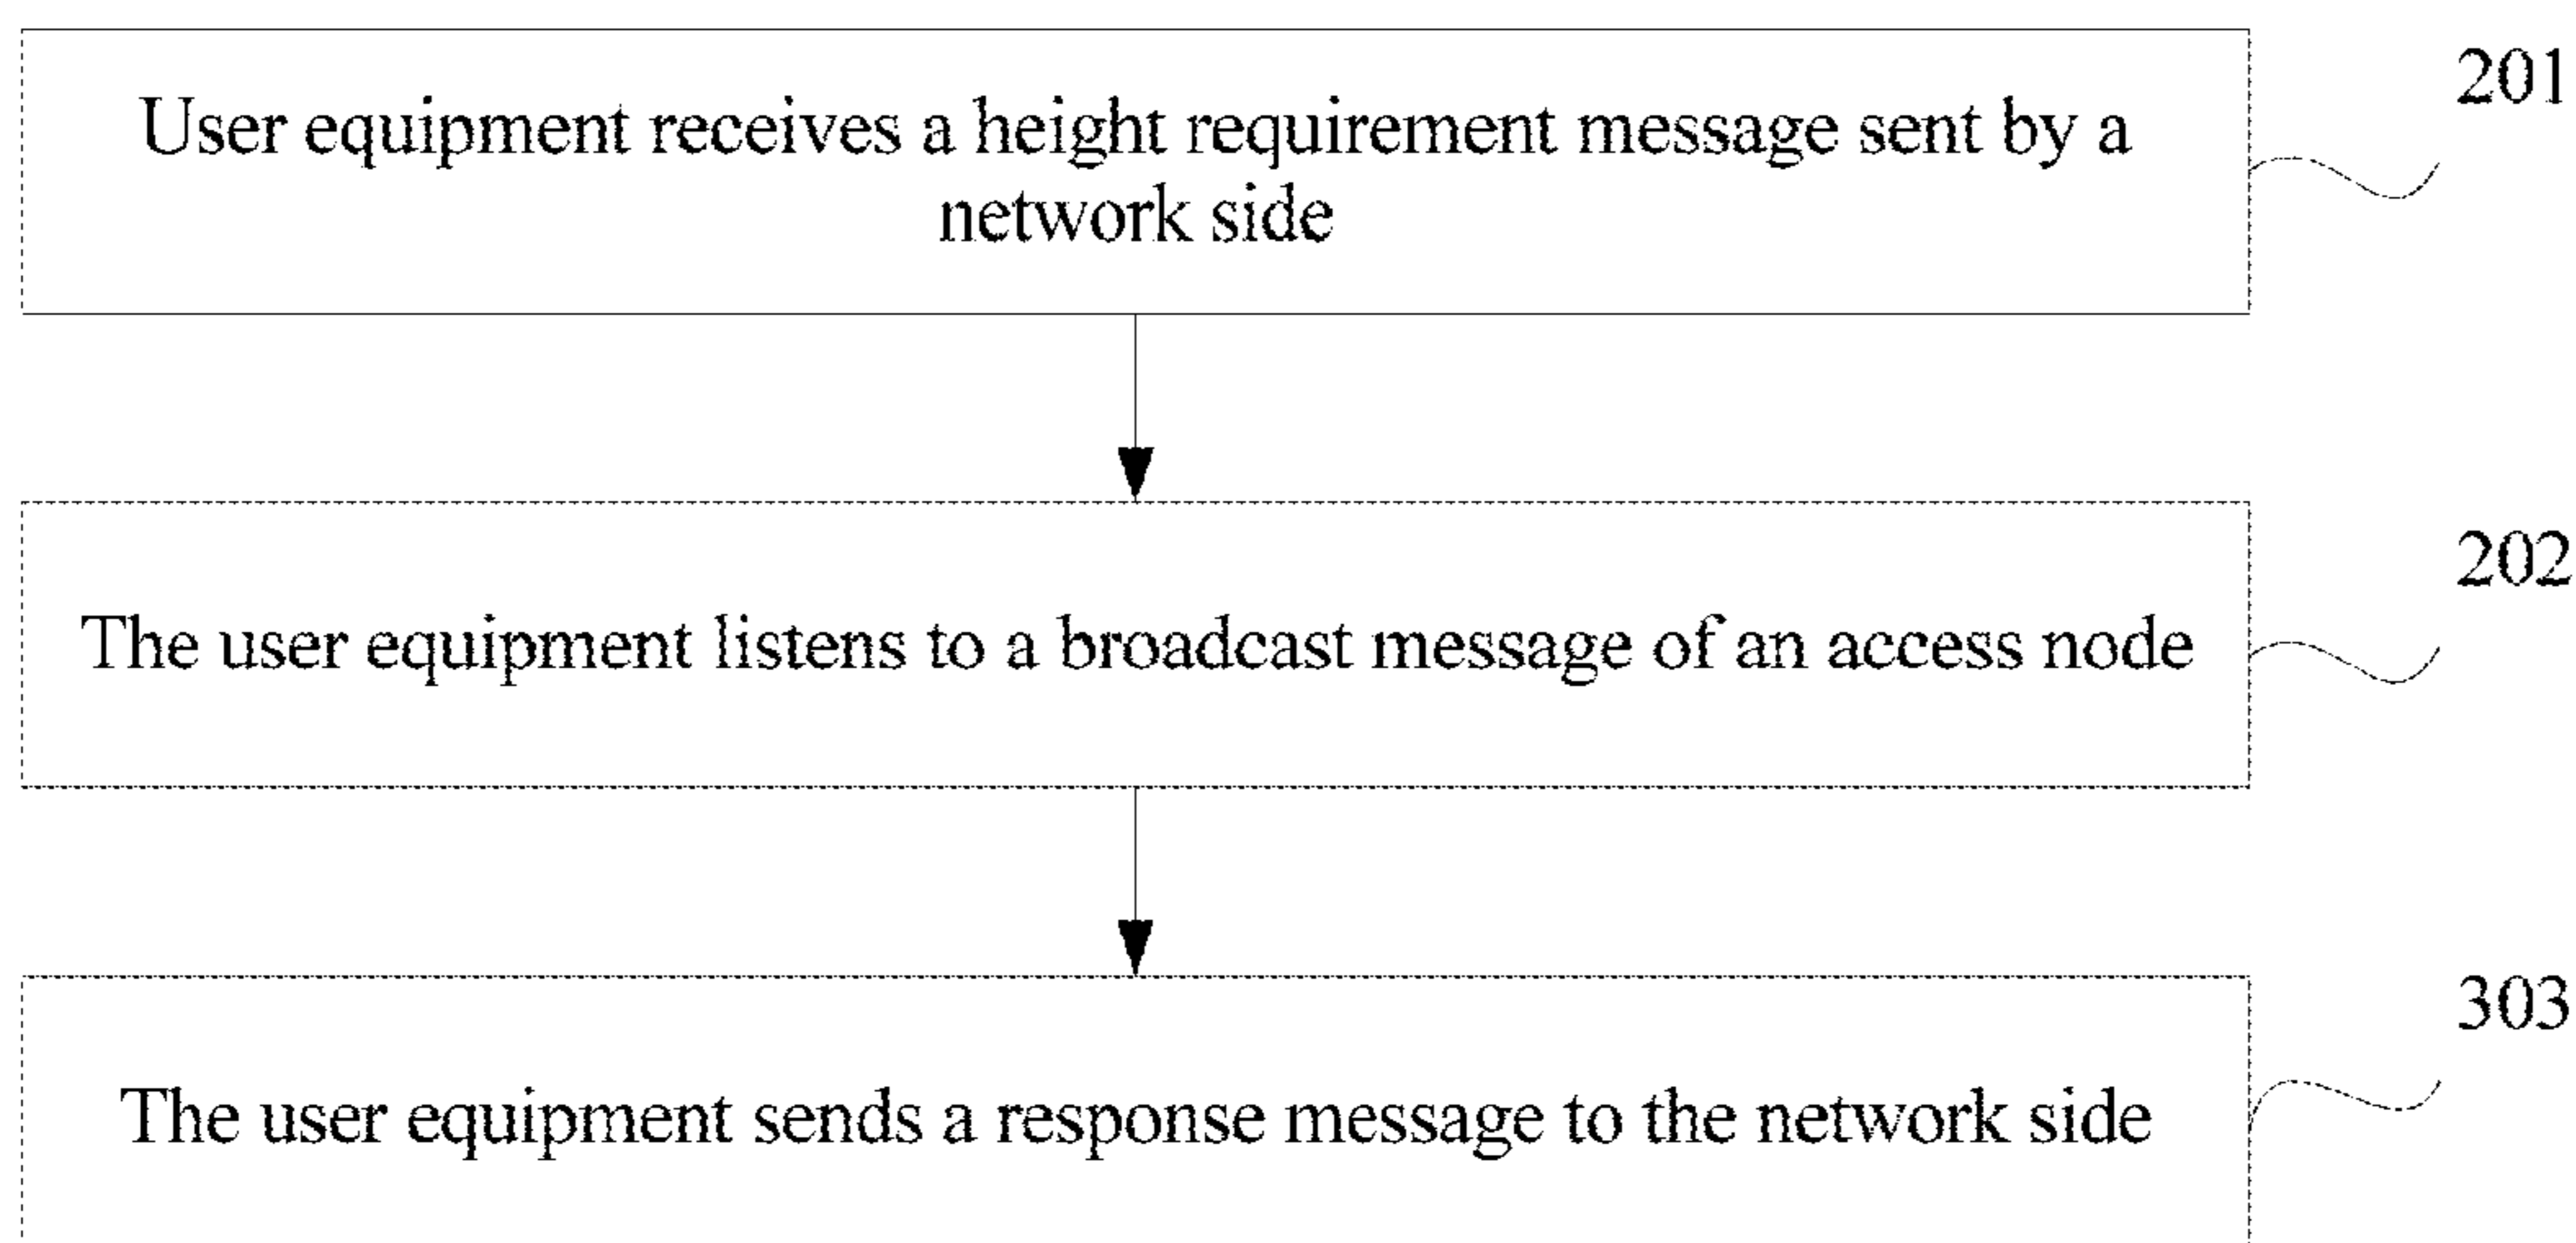 User equipment receives a height requirement message sent by a
network side
201
The user equipment listens to a broadcast message of an access node
202
The user equipment sends a response message to the network side
303